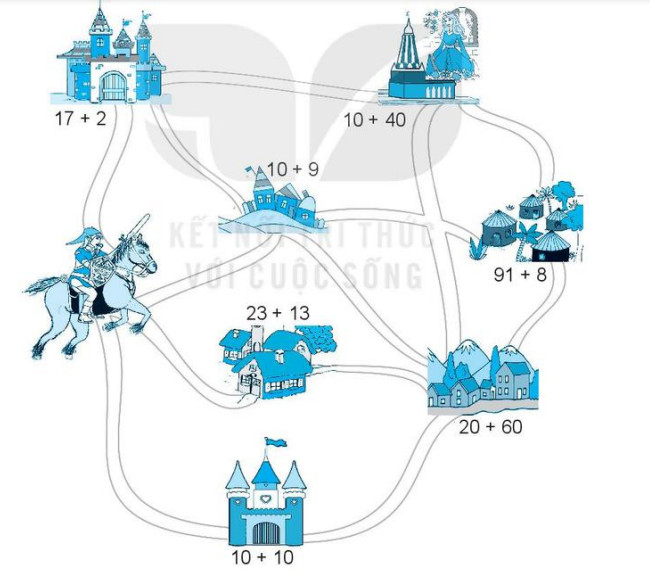 17 + 2
10 + 40
10 + 9
KẾT NỐI TRI THỨC
VỚI CUỘC SỐNG
91 + 8
23 + 13
20 + 60
10 + 10